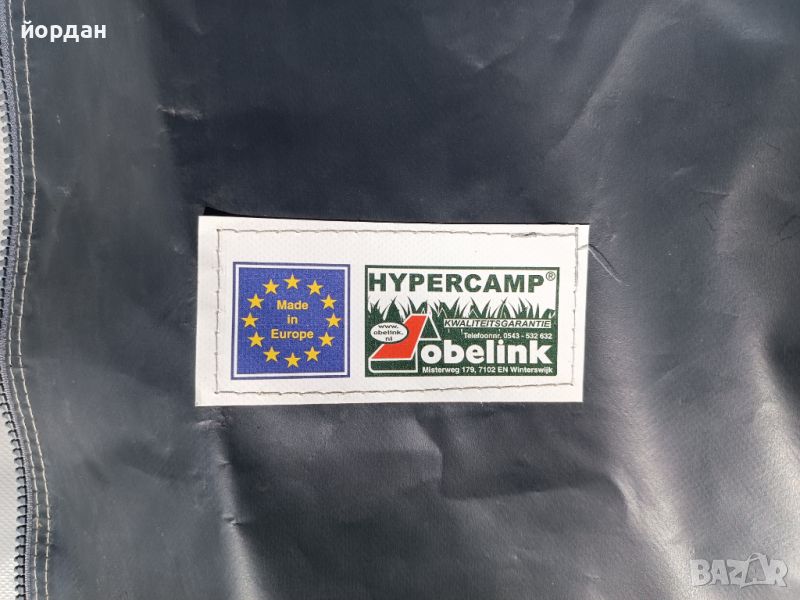 йордан
Made
in
Europe
HYPERCAMP®
KWALITEITSGARANTIE
Telefoonnr. 0543 - 532 632
www.
obelink.
nl
obelink
Misterweg 179, 7102 EN Winterswijk
BAZAR